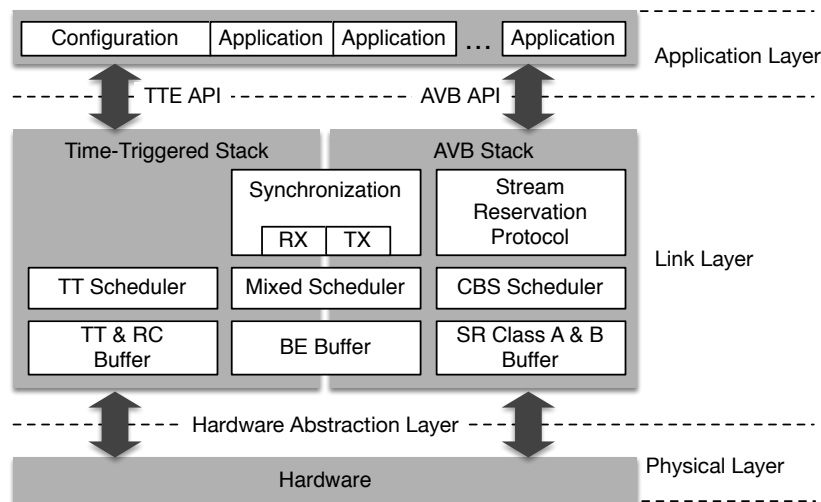 Configuration
Application
Application
...
Application
Application Layer
TTE API
AVB API
Time-Triggered Stack
AVB Stack
Synchronization
RX
TX
Stream
Reservation
Protocol
Link Layer
TT Scheduler
Mixed Scheduler
CBS Scheduler
TT & RC
Buffer
BE Buffer
SR Class A & B
Buffer
Hardware Abstraction Layer
Physical Layer
Hardware